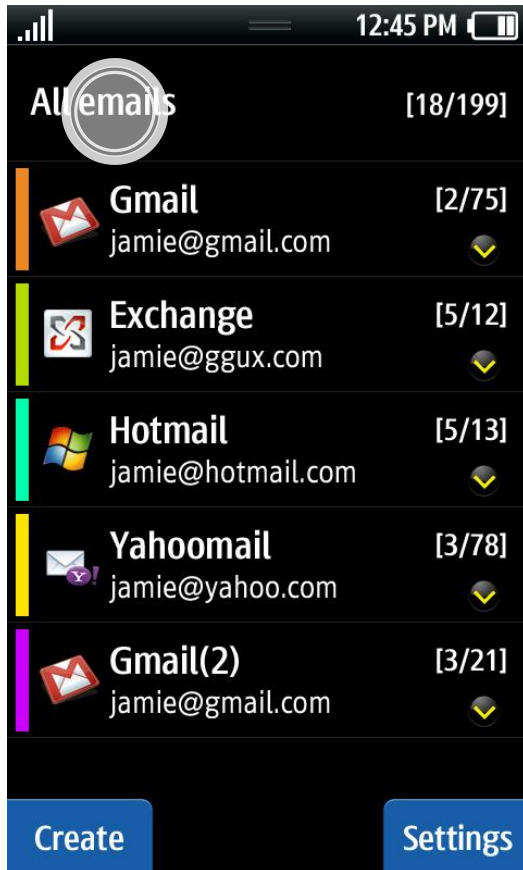 12:45 PM
All emails [18/199]
Gmail [2/75]
jamie@gmail.com
Exchange [5/12]
jamie@ggux.com
Hotmail [5/13]
jamie@hotmail.com
Yahoomail [3/78]
jamie@yahoo.com
Gmail(2) [3/21]
jamie@gmail.com
Create Settings